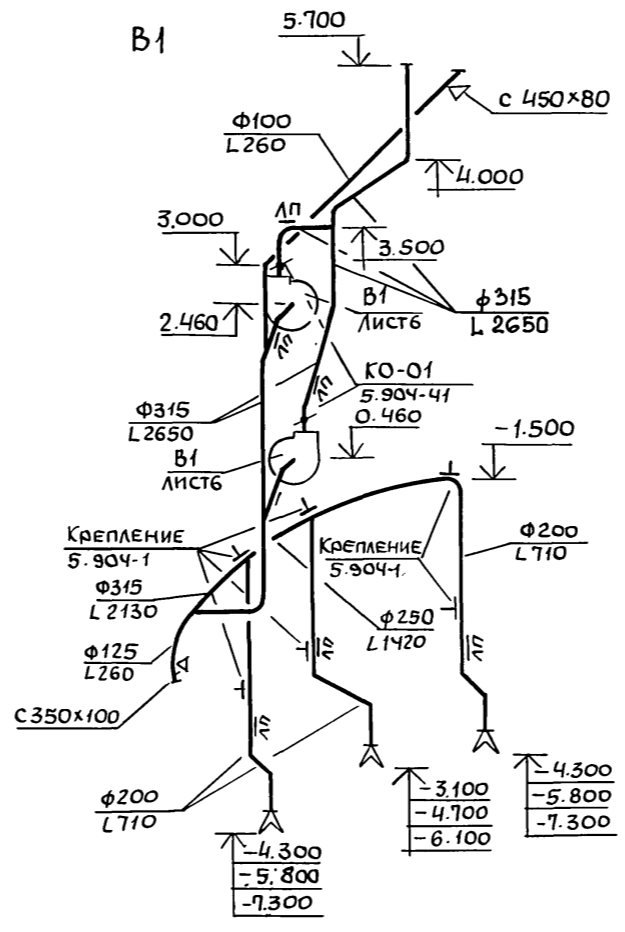 В1
5.700
С 450×80
Ф100
L260
4.000
ЛП
3.000
3.500
В1
ЛИСТ6
ф315
L 2650
2.460
ЛП
КО-01
5.904-41
ЛП
0.460
Ф315
L2650
В1
ЛИСТ6
-1.500
КРЕПЛЕНИЕ
5.904-1
КРЕПЛЕНИЕ
5.904-1.
Ф200
L710
Ф315
L2130
ф250
L1420
ЛП
ЛП
ф125
L260
С350×100
ЛП
ф200
L710
-3.100
-4.700
-6.100
-4.300
-5.800
-7.300
-4.300
-5.800
-7.300